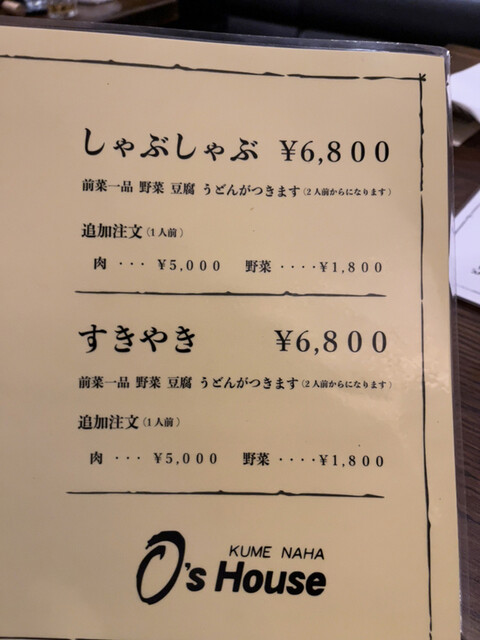 しゃぶしゃぶ ¥6,800
前菜一品 野菜 豆腐 うどんがつきます(2人前からになります)
追加注文(1人前)
肉 ··· ¥5,000 野菜 ····¥1,800
すきやき ¥6,800
前菜一品 野菜 豆腐 うどんがつきます(2人前からになります)
追加注文(1人前)
肉 ··· ¥5,000 野菜 ····¥1,800
KUME NAHA
O's House